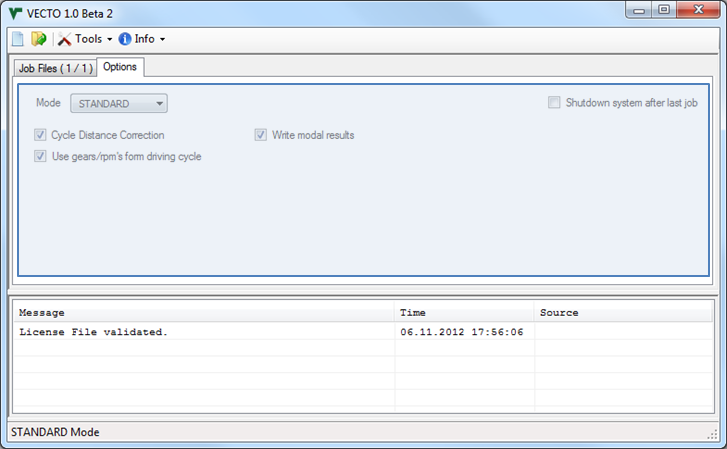 VECTO 1.0 Beta 2
Tools Info
Job Files ( 1 / 1 ) Options
Mode STANDARD Shutdown system after last job
Cycle Distance Correction Write modal results
Use gears/rpm's form driving cycle
Message Time Source
License File validated. 06.11.2012 17:56:06
STANDARD Mode